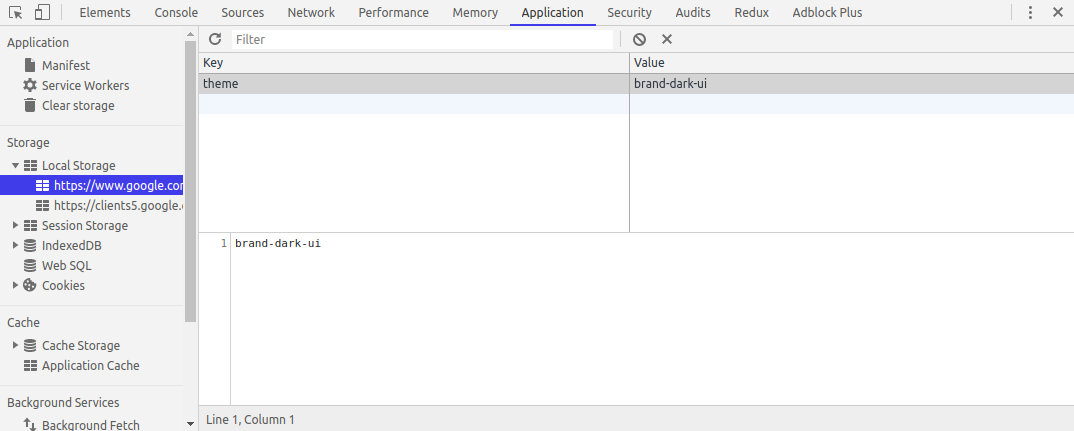 Elements Console Sources Network Performance Memory Application Security Audits Redux Adblock Plus
Application
Manifest
Service Workers
Clear storage
Storage
Local Storage
https://www.google.co
https://clients5.google.
Session Storage
IndexedDB
Web SQL
Cookies
Cache
Cache Storage
Application Cache
Background Services
Background Fetch
Filter
Key Value
theme brand-dark-ui
1 brand-dark-ui
Line 1, Column 1